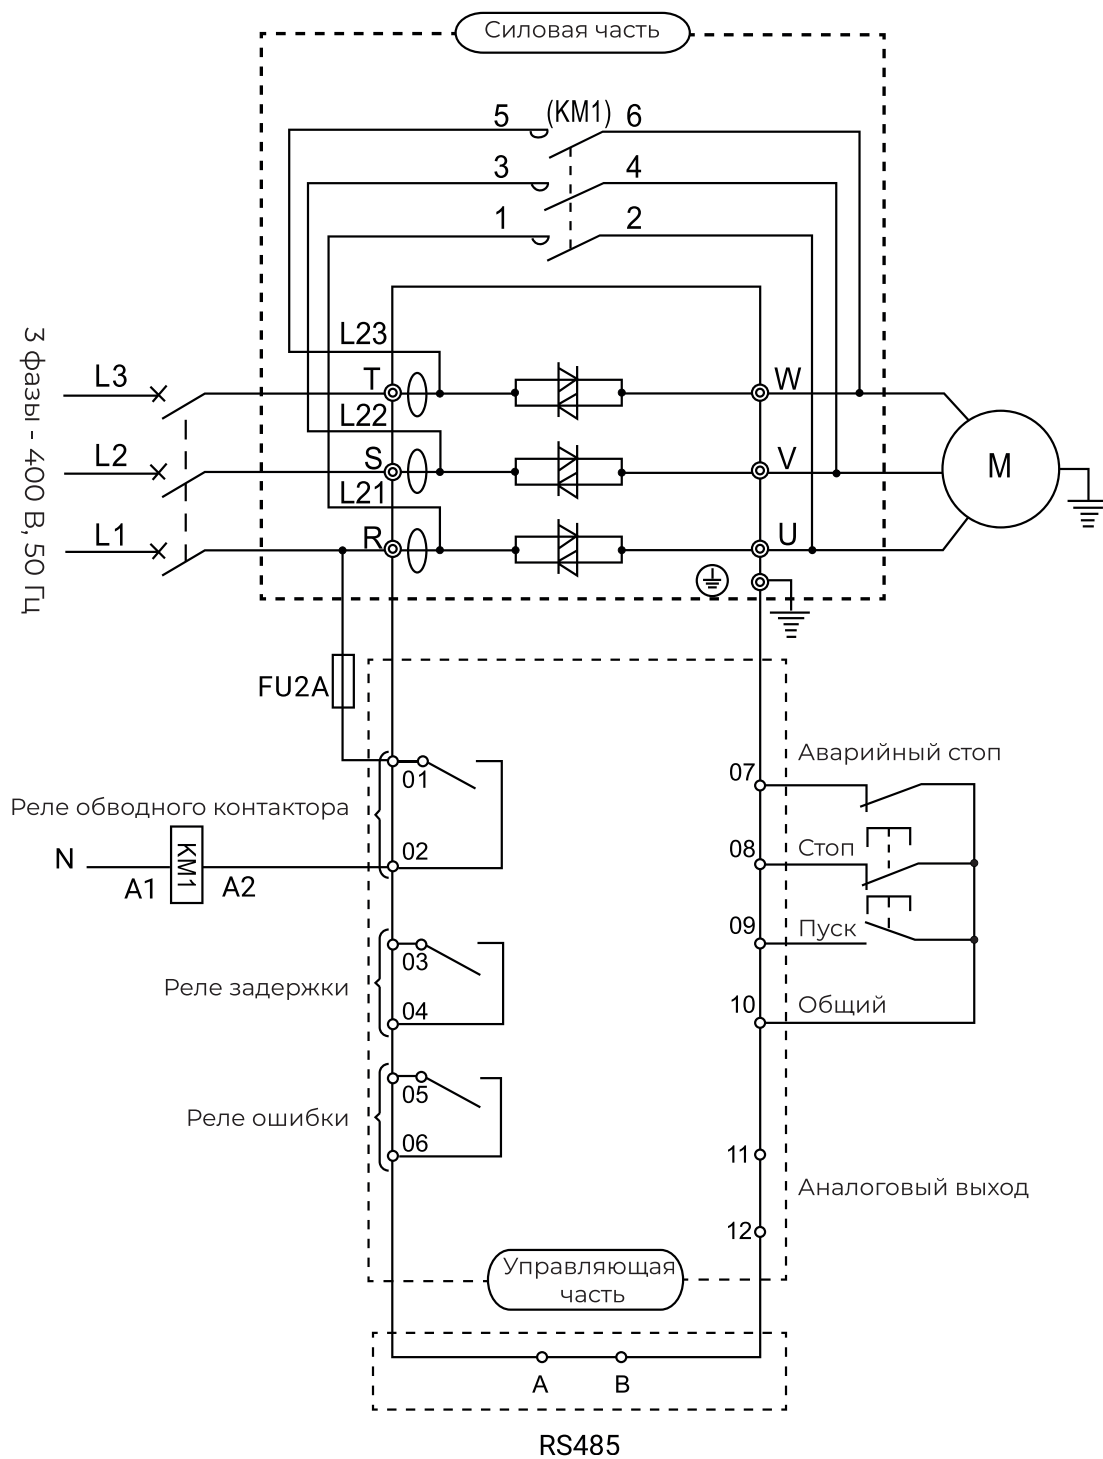 Силовая часть
5 (KM1) 6
3 4
1 2
3 фазы - 400 В, 50 Гц
L23
L3 T W
L22
L2 S V M
L21
L1 R U
FU2A
Аварийный стоп
07
01
Реле обводного контактора
02 08 Стоп
N KM1
A1 A2
09 Пуск
03
Реле задержки
04 10 Общий
05
Реле ошибки
06
11
Аналоговый выход
12
Управляющая
часть
A B
RS485